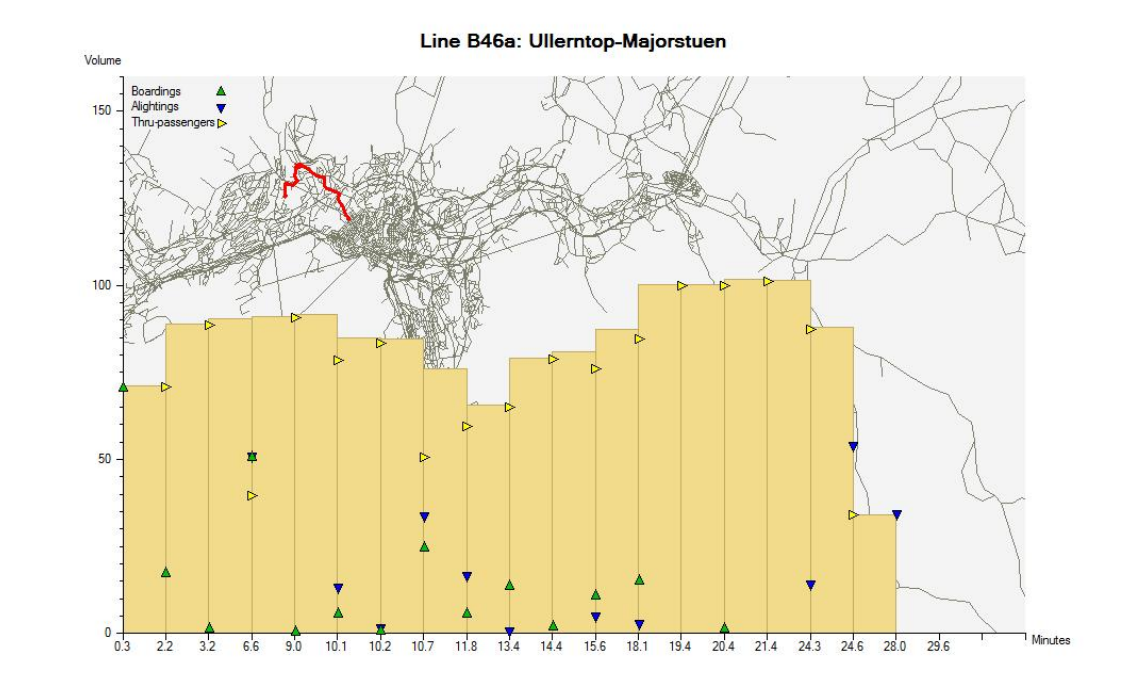 Line B46a: Ullerntop-Majorstuen
Volume
Boardings
Alightings
Thru-passengers
150
100
50
0
0.3 2.2 3.2 6.6 9.0 10.1 10.2 10.7 11.8 13.4 14.4 15.6 18.1 19.4 20.4 21.4 24.3 24.6 28.0 29.6
Minutes